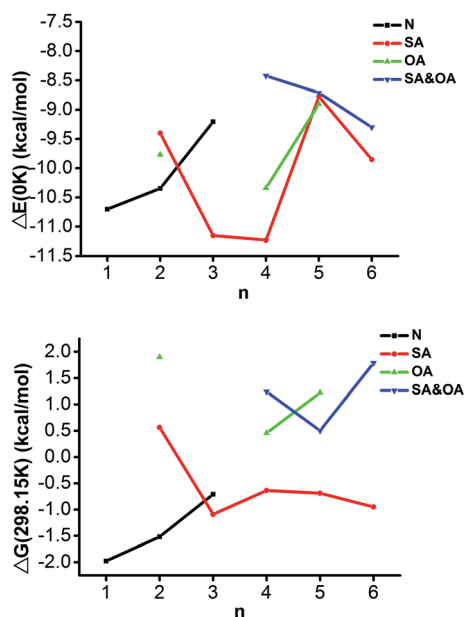 -7.5
-8.0
-8.5
-9.0
-9.5
-10.0
-10.5
-11.0
-11.5
△E(0K) (kcal/mol)
1 2 3 4 5 6
n
N
SA
OA
SA&OA
2.0
1.5
1.0
0.5
0.0
-0.5
-1.0
-1.5
-2.0
△G(298.15K) (kcal/mol)
1 2 3 4 5 6
n
N
SA
OA
SA&OA